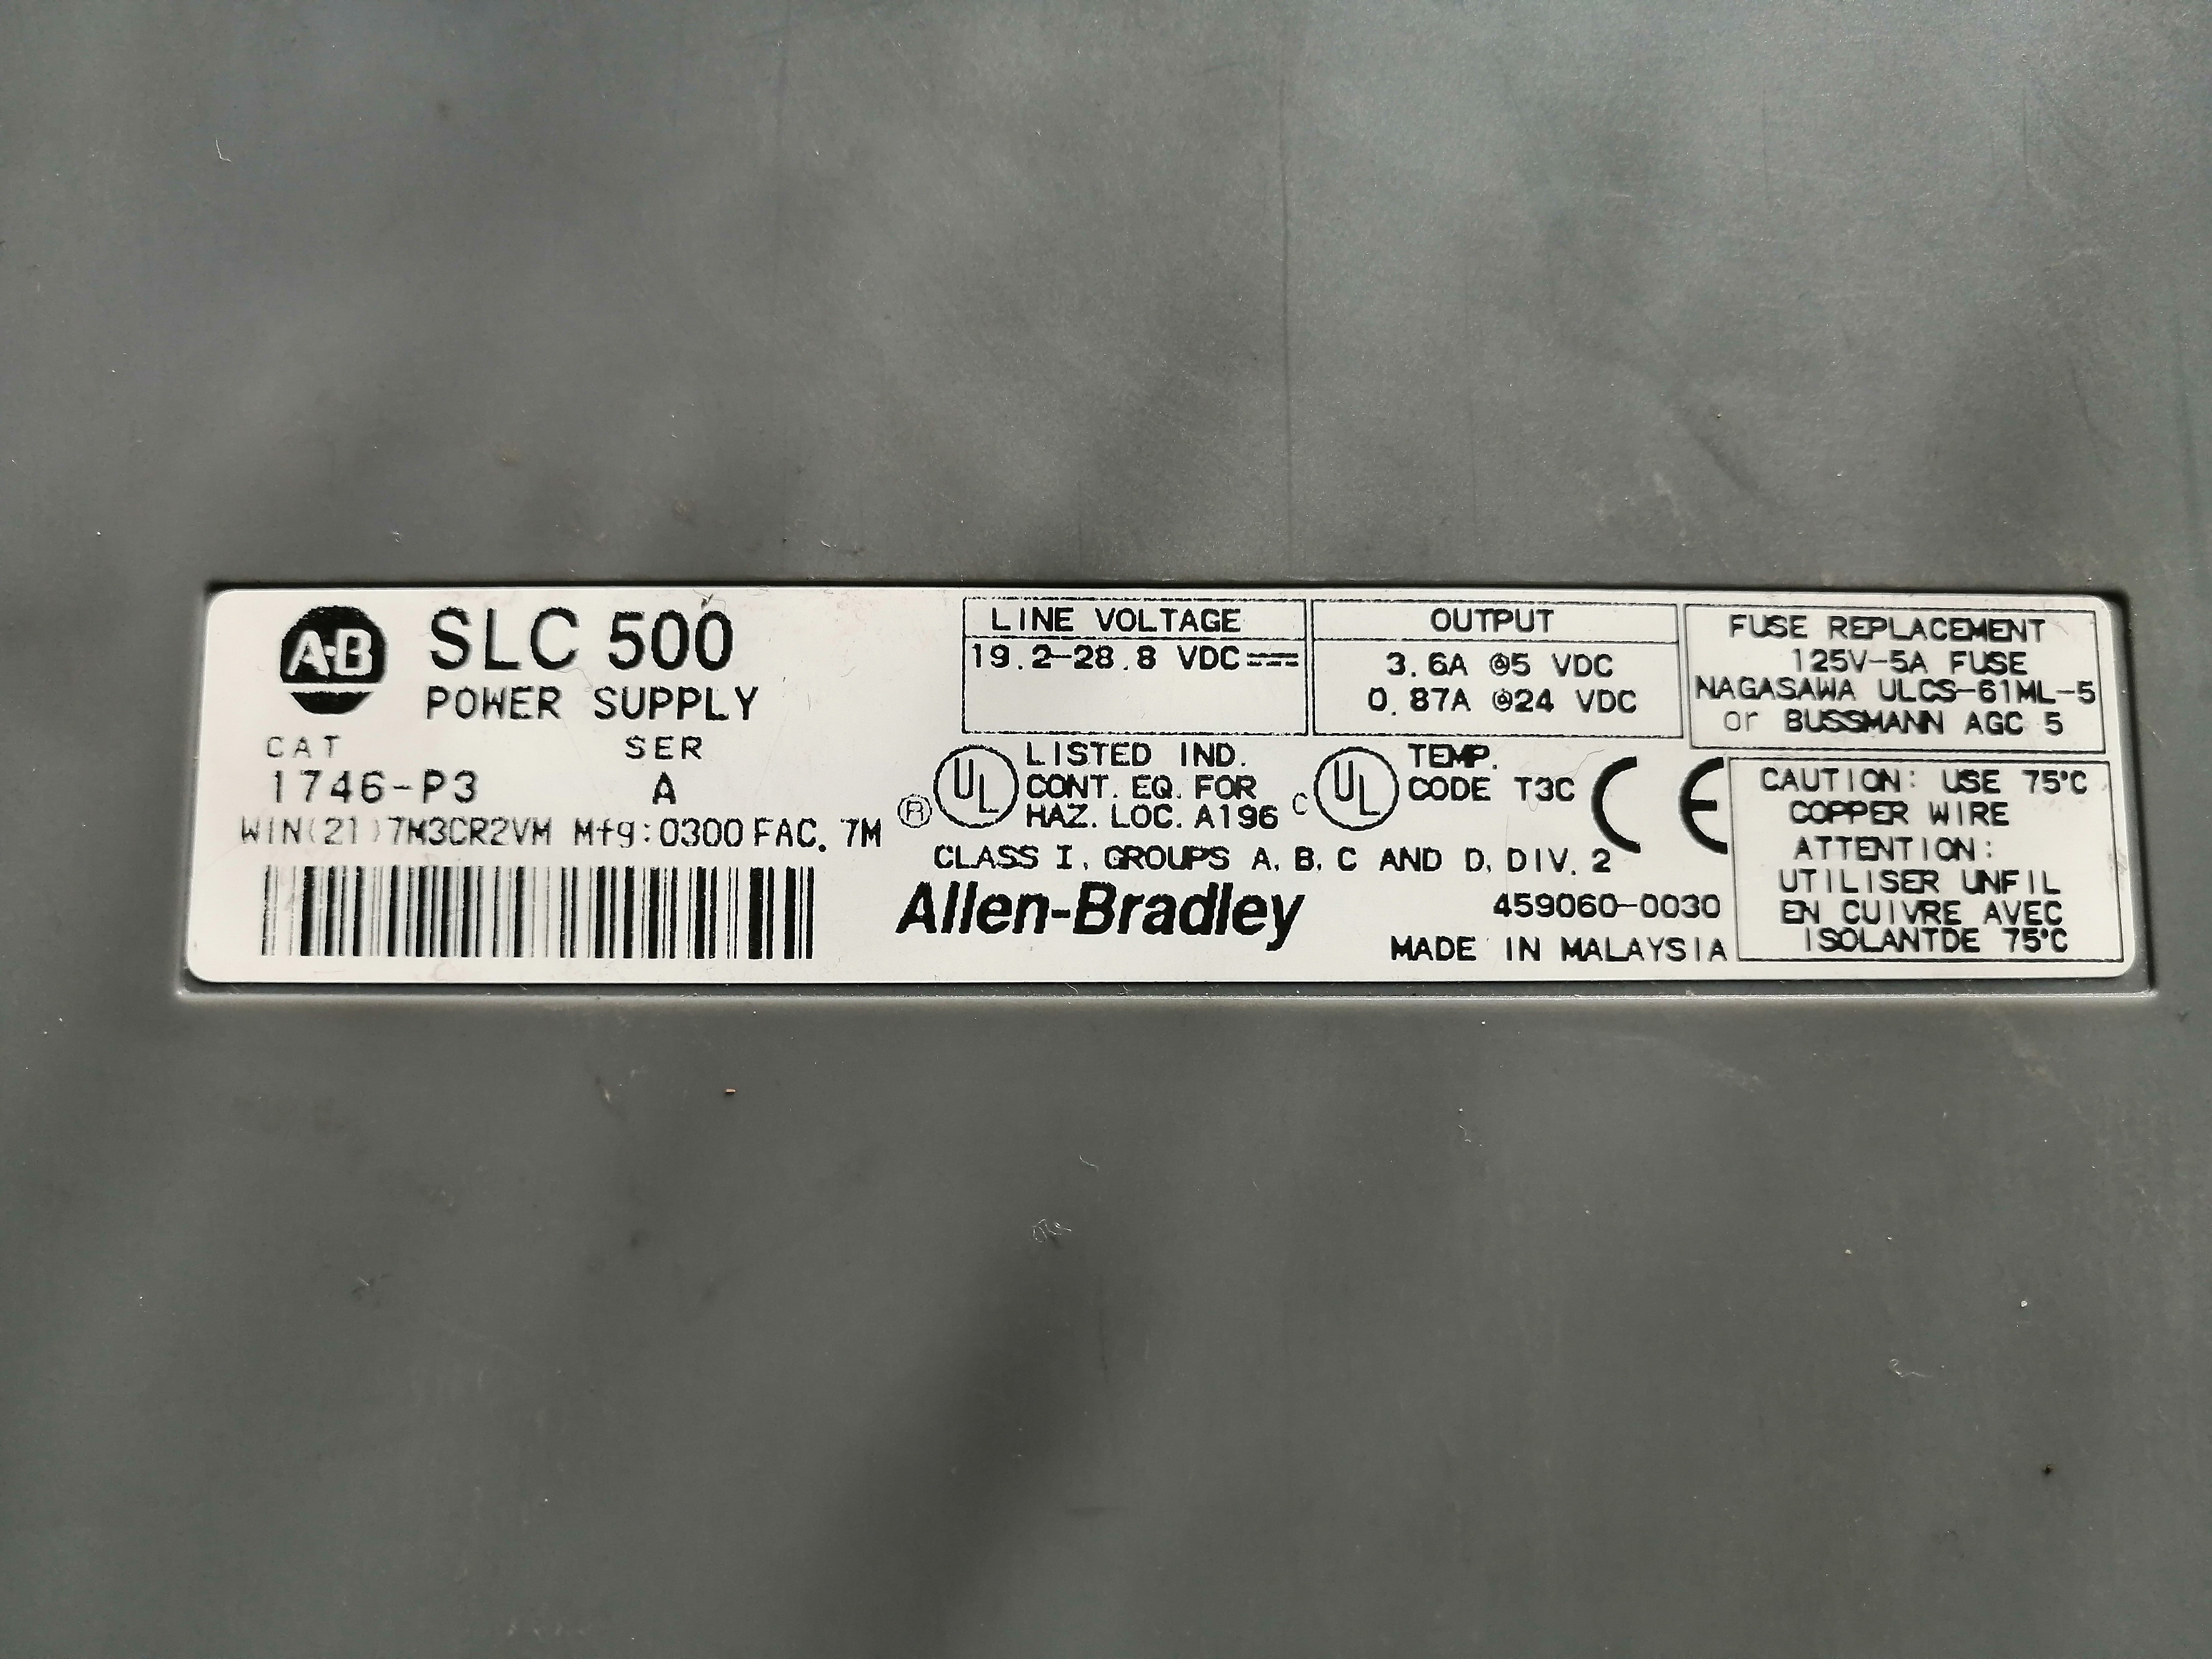 A-B
SLC 500
POWER SUPPLY
CAT SER
1746-P3 A
WIN(21)7M3CR2VM Mfg:0300 FAC. 7M
LINE VOLTAGE
19.2-28.8 VDC
OUTPUT
3.6A @5 VDC
0.87A @24 VDC
FUSE REPLACEMENT
125V-5A FUSE
NAGASAWA ULCS-61ML-5
or BUSSMANN AGC 5
® UL LISTED IND.
CONT. EQ. FOR
HAZ. LOC. A196
C UL TEMP.
CODE T3C
CE
CLASS I, GROUPS A, B, C AND D, DIV. 2
Allen-Bradley
459060-0030
MADE IN MALAYSIA
CAUTION: USE 75°C
COPPER WIRE
ATTENTION:
UTILISER UNFIL
EN CUIVRE AVEC
ISOLANTDE 75°C